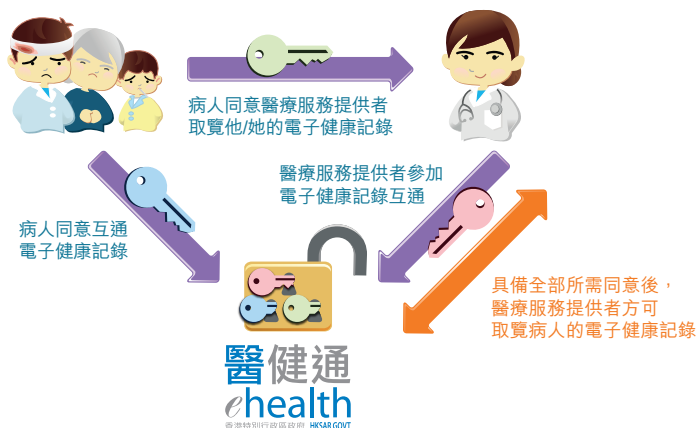 病人同意醫療服務提供者
取覽他/她的電子健康記錄
醫療服務提供者參加
電子健康記錄互通
病人同意互通
電子健康記錄
具備全部所需同意後，
醫療服務提供者方可
取覽病人的電子健康記錄
醫健通
ehealth
香港特別行政區政府 HKSAR GOVT